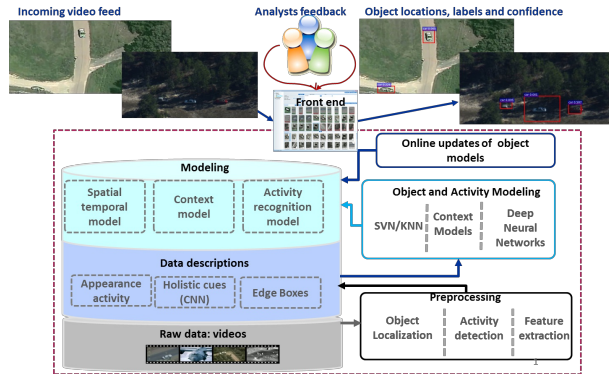 Incoming video feed
Analysts feedback
Object locations, labels and confidence
Front end
Online updates of object
models
Modeling
Spatial
temporal
model
Context
model
Activity
recognition
model
Object and Activity Modeling
SVN/KNN
Context
Models
Deep
Neural
Networks
Data descriptions
Appearance
activity
Holistic cues
(CNN)
Edge Boxes
Preprocessing
Object
Localization
Activity
detection
Feature
extraction
Raw data: videos